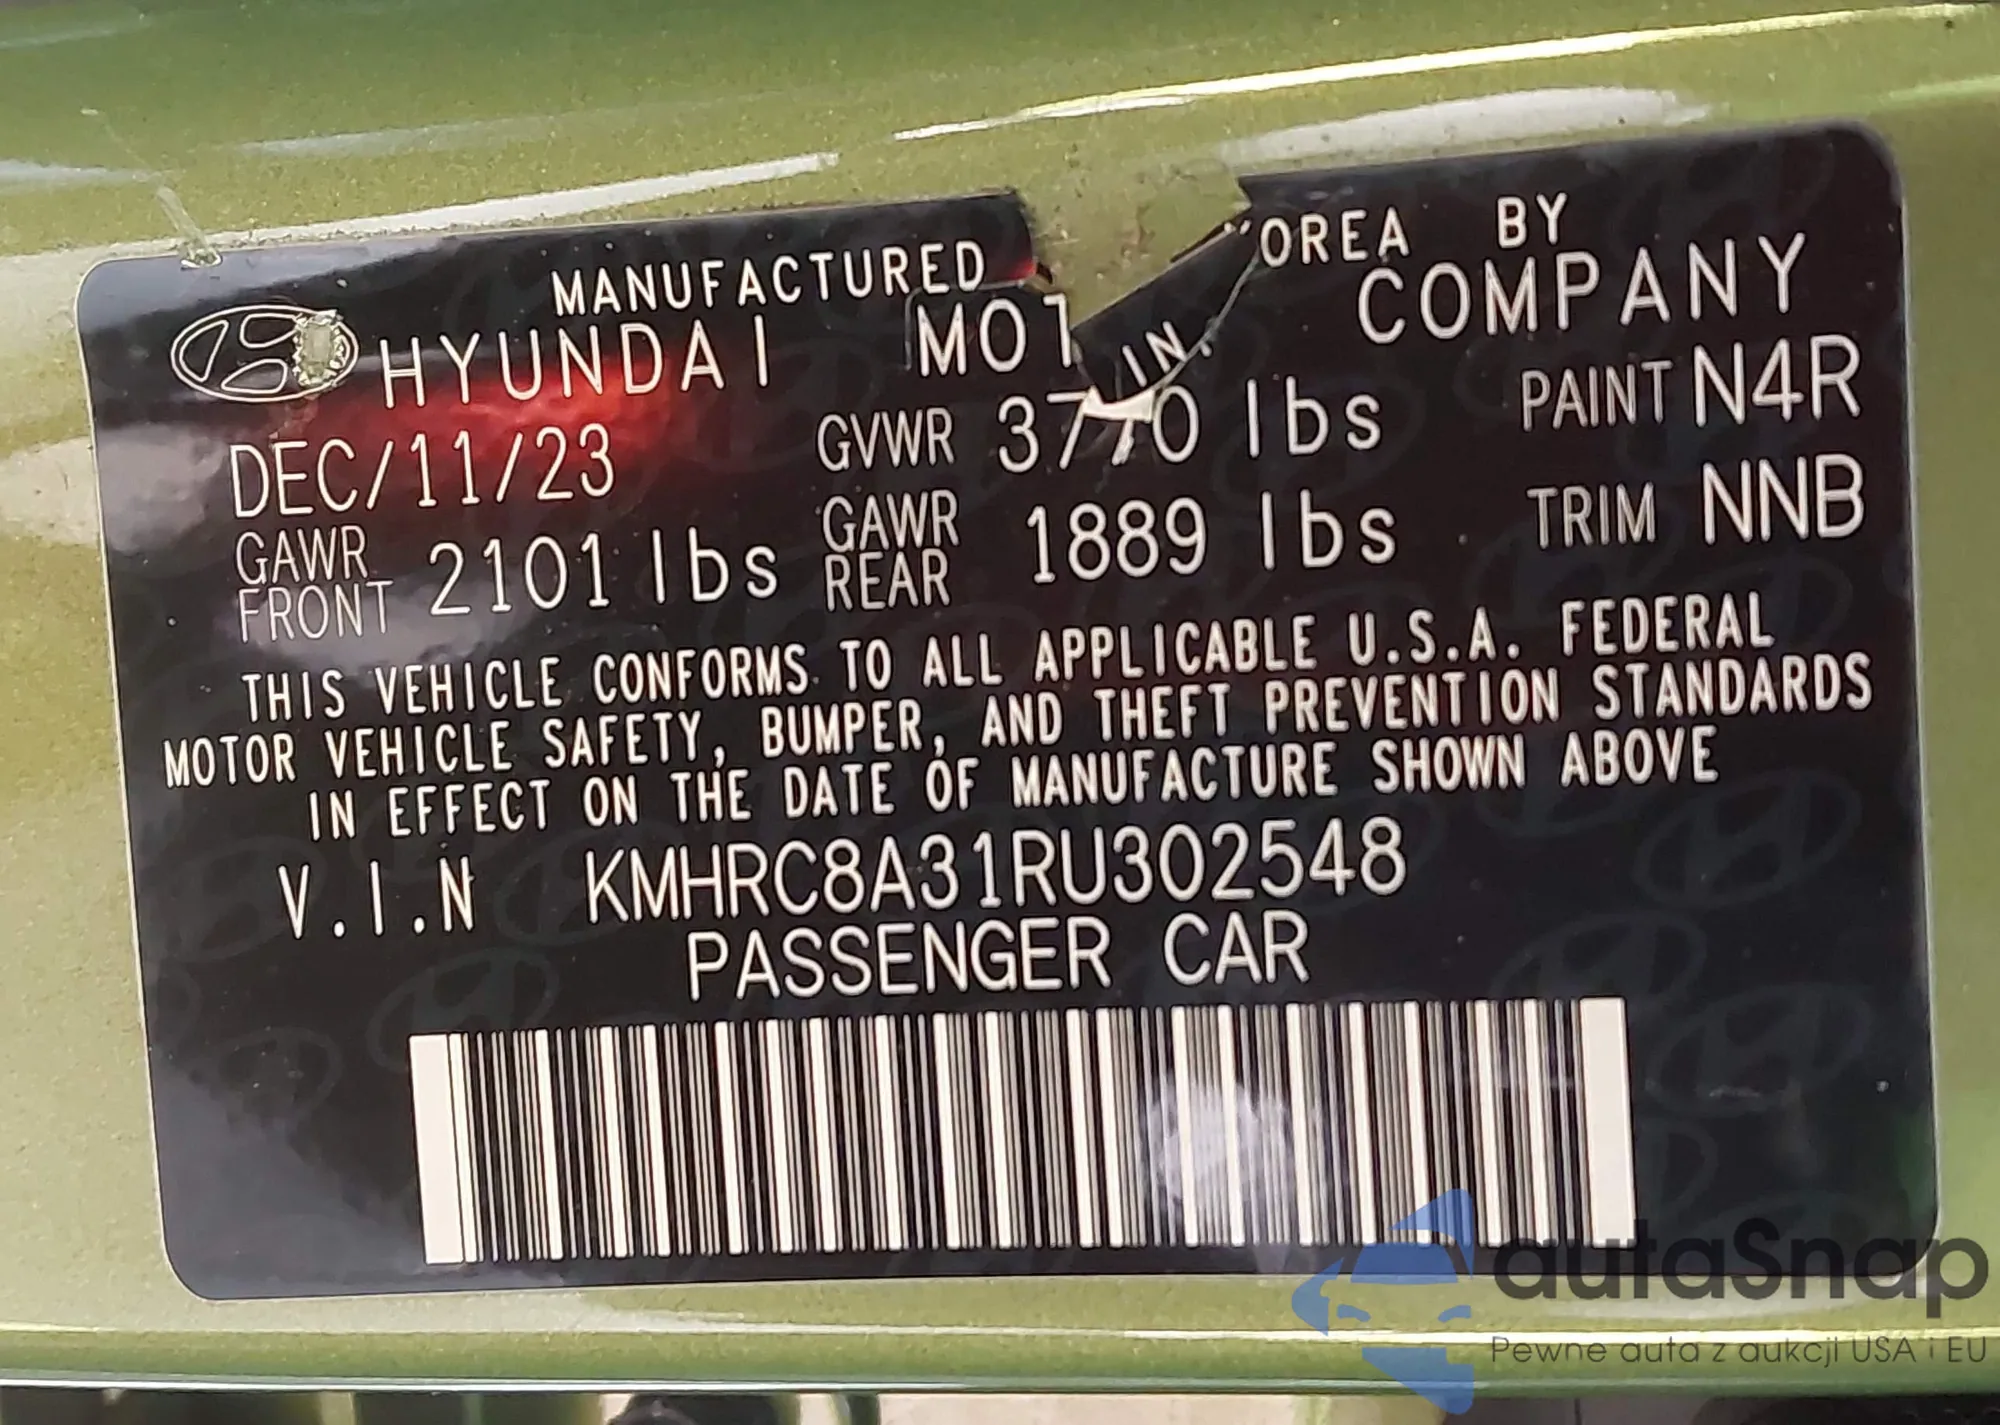 MANUFACTURED IN OREA BY
HYUNDAI MOT COMPANY
DEC/11/23 GVWR 3770 lbs PAINT N4R
GAWR FRONT 2101 lbs GAWR REAR 1889 lbs TRIM NNB
THIS VEHICLE CONFORMS TO ALL APPLICABLE U.S.A. FEDERAL
MOTOR VEHICLE SAFETY, BUMPER, AND THEFT PREVENTION STANDARDS
IN EFFECT ON THE DATE OF MANUFACTURE SHOWN ABOVE
V.I.N KMHRC8A31RU302548
PASSENGER CAR
autaSnap
Pewne auta z aukcji USA i EU